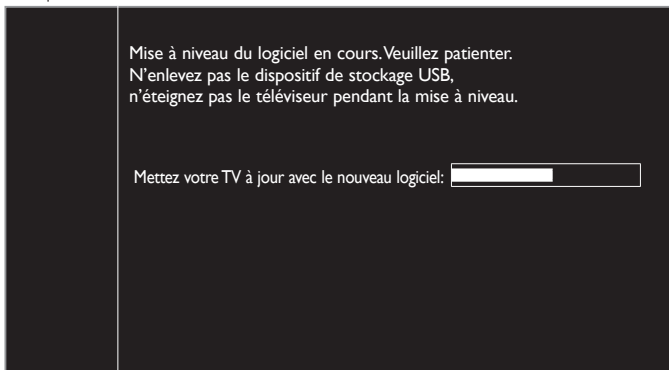 Mise à niveau du logiciel en cours. Veuillez patienter.
N'enlevez pas le dispositif de stockage USB,
n'éteignez pas le téléviseur pendant la mise à niveau.
Mettez votre TV à jour avec le nouveau logiciel: